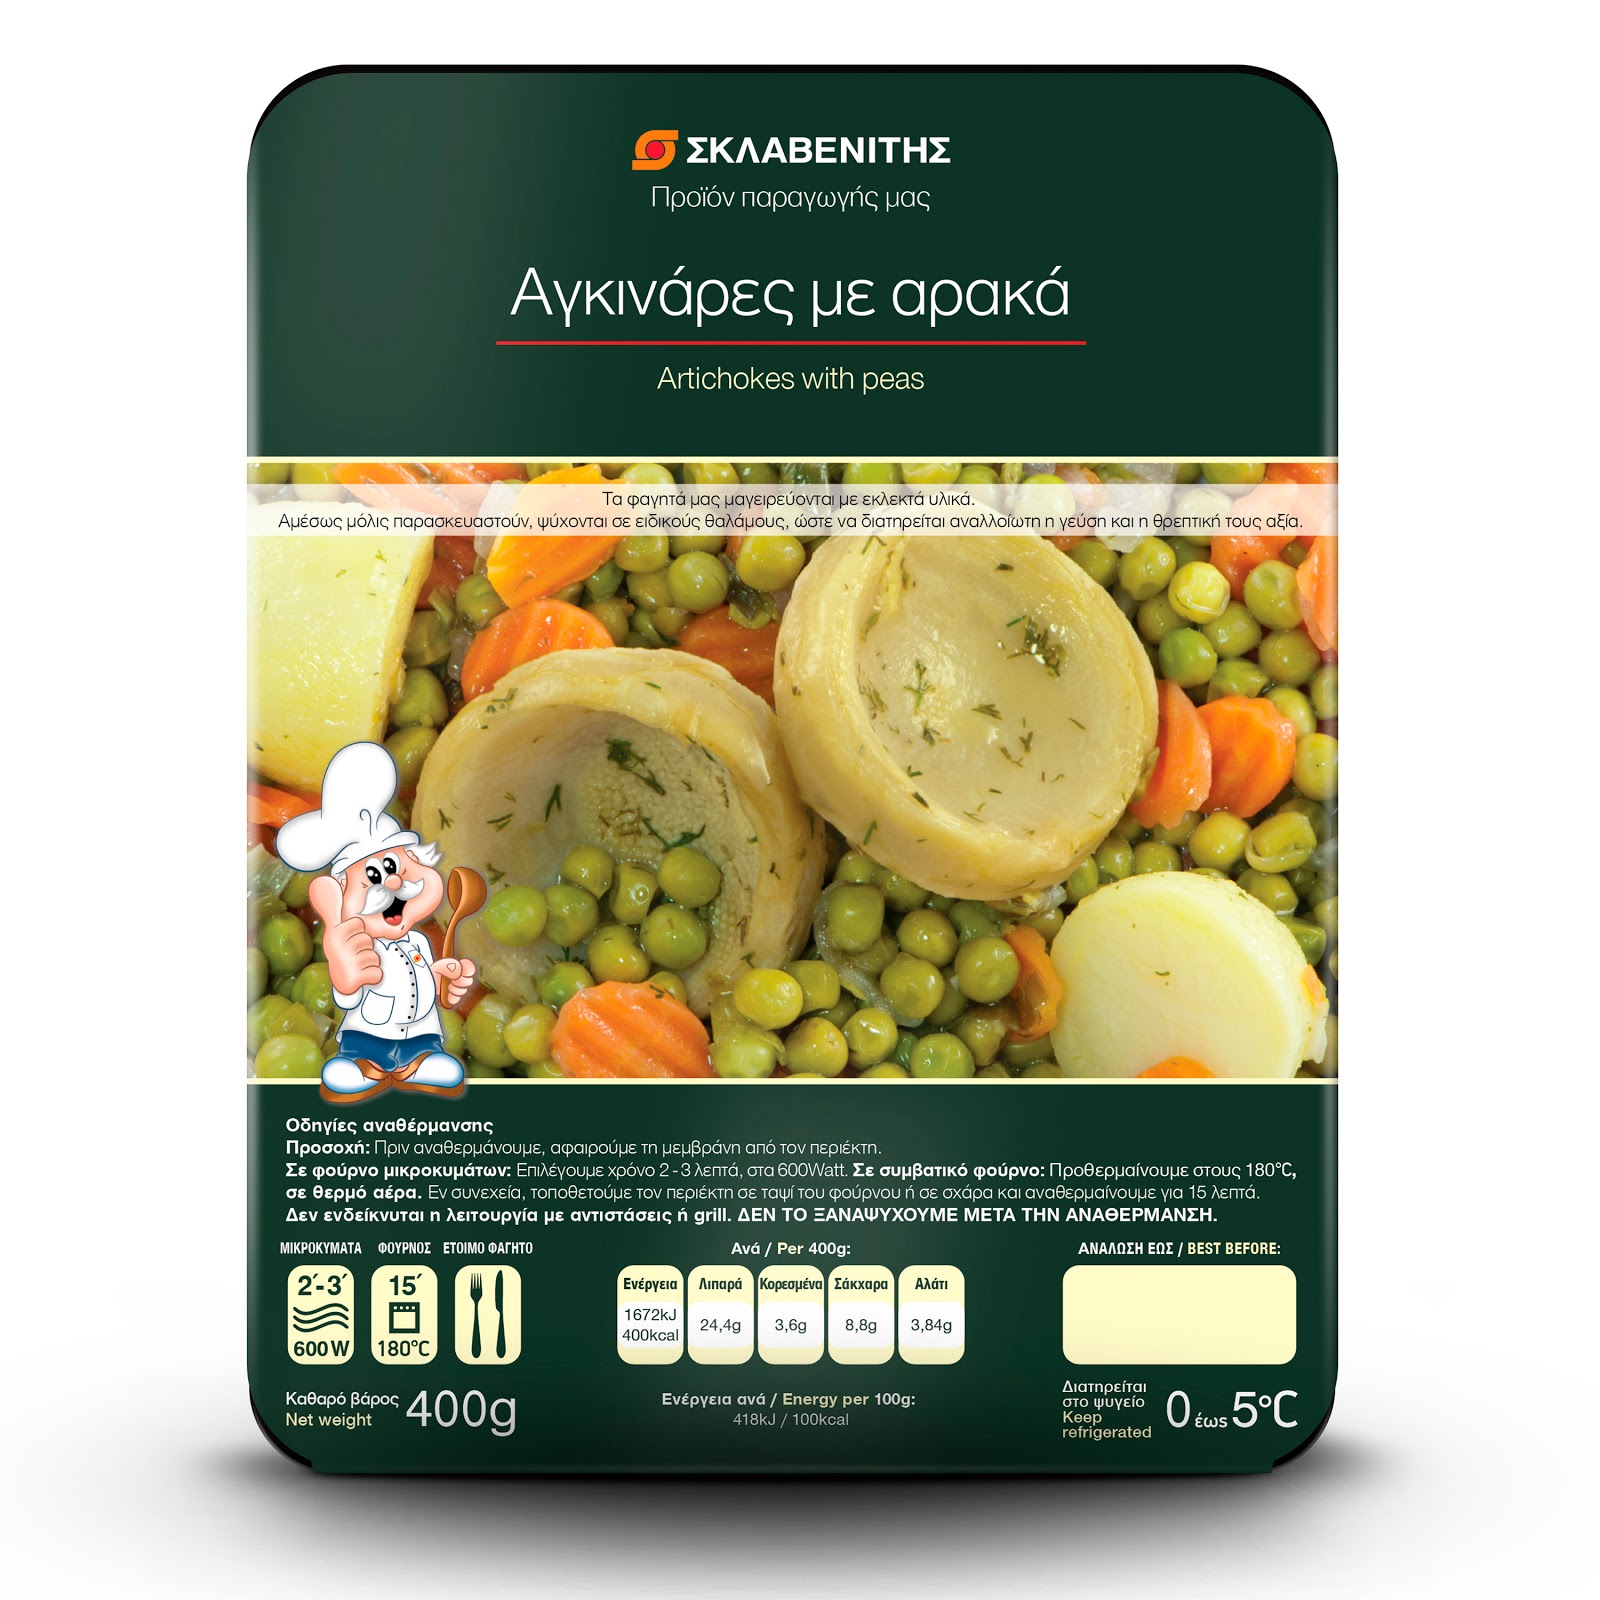 ΣΚΛΑΒΕΝΙΤΗΣ
Προϊόν παραγωγής μας
Αγκινάρες με αρακά
Artichokes with peas
Τα φαγητά μας μαγειρεύονται με εκλεκτά υλικά.
Αμέσως μόλις παρασκευαστούν, ψύχονται σε ειδικούς θαλάμους, ώστε να διατηρείται αναλλοίωτη η γεύση και η θρεπτική τους αξία.
Οδηγίες αναθέρμανσης
Προσοχή: Πριν αναθερμάνουμε, αφαιρούμε τη μεμβράνη από τον περιέκτη.
Σε φούρνο μικροκυμάτων: Επιλέγουμε χρόνο 2 - 3 λεπτά, στα 600Watt. Σε συμβατικό φούρνο: Προθερμαίνουμε στους 180°C,
σε θερμό αέρα. Εν συνεχεία, τοποθετούμε τον περιέκτη σε ταψί του φούρνου ή σε σχάρα και αναθερμαίνουμε για 15 λεπτά.
Δεν ενδείκνυται η λειτουργία με αντιστάσεις ή grill. ΔΕΝ ΤΟ ΞΑΝΑΨΥΧΟΥΜΕ ΜΕΤΑ ΤΗΝ ΑΝΑΘΕΡΜΑΝΣΗ.
ΜΙΚΡΟΚΥΜΑΤΑ ΦΟΥΡΝΟΣ ΕΤΟΙΜΟ ΦΑΓΗΤΟ
2΄-3΄ 15΄
600 W 180°C
Ανά / Per 400g:
Ενέργεια Λιπαρά Κορεσμένα Σάκχαρα Αλάτι
1672kJ
400kcal 24,4g 3,6g 8,8g 3,84g
ΑΝΑΛΩΣΗ ΕΩΣ / BEST BEFORE:
Καθαρό βάρος
Net weight 400g
Ενέργεια ανά / Energy per 100g:
418kJ / 100kcal
Διατηρείται
στο ψυγείο
Keep
refrigerated
0 έως 5°C